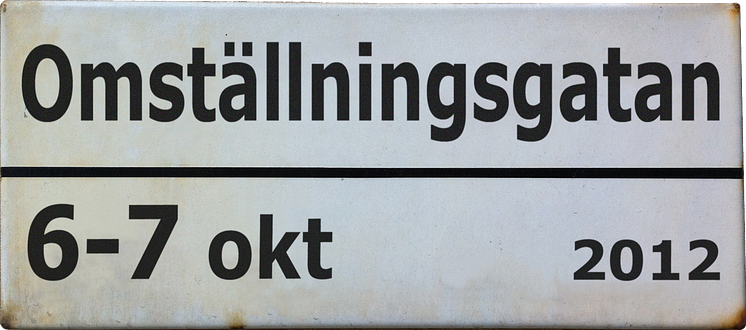 Omställningsgatan
6-7 okt 2012